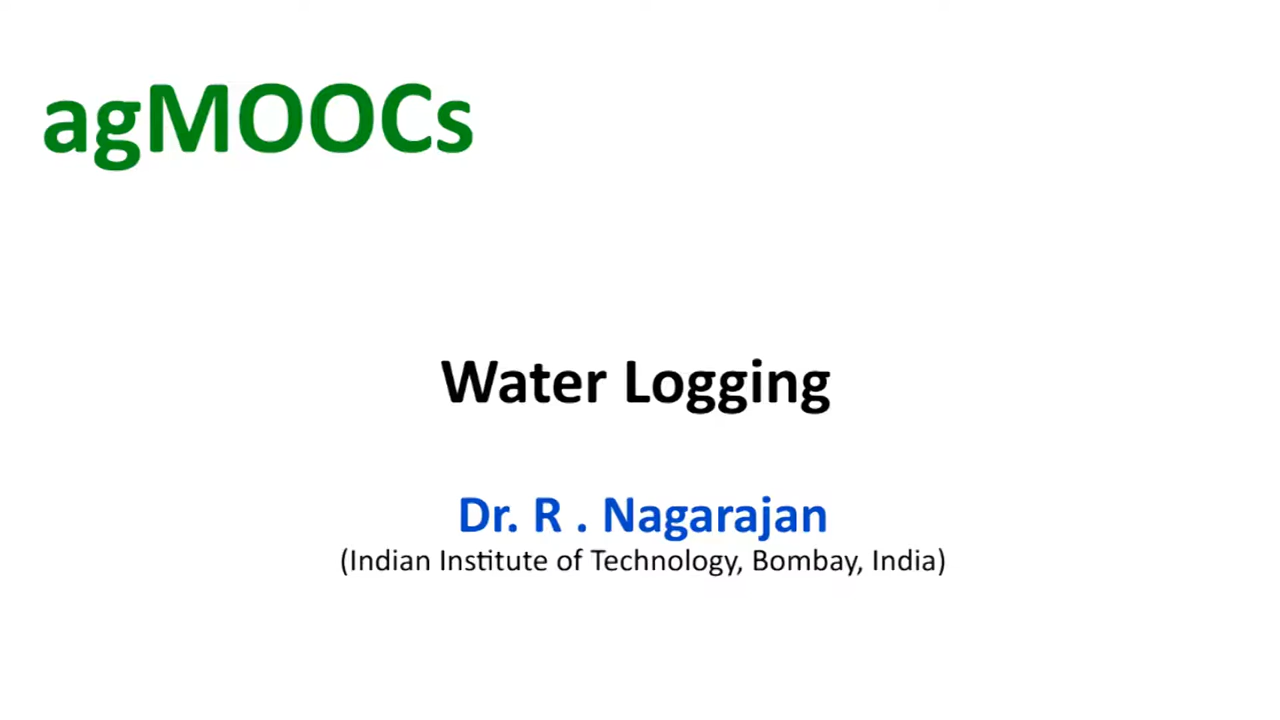 agMOOCs
Water Logging
Dr. R . Nagarajan
(Indian Institute of Technology, Bombay, India)